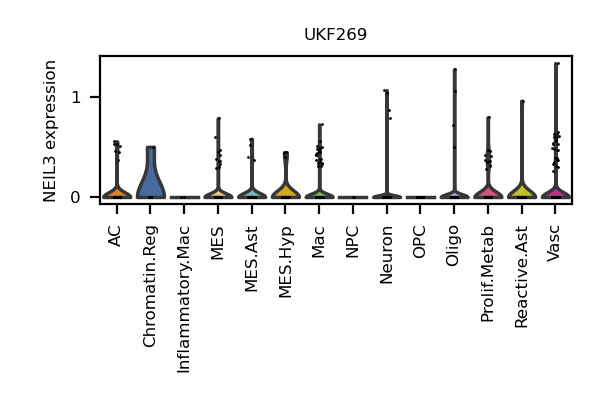 UKF269
NEIL3 expression
1
0
AC
Chromatin.Reg
Inflammatory.Mac
MES
MES.Ast
MES.Hyp
Mac
NPC
Neuron
OPC
Oligo
Prolif.Metab
Reactive.Ast
Vasc